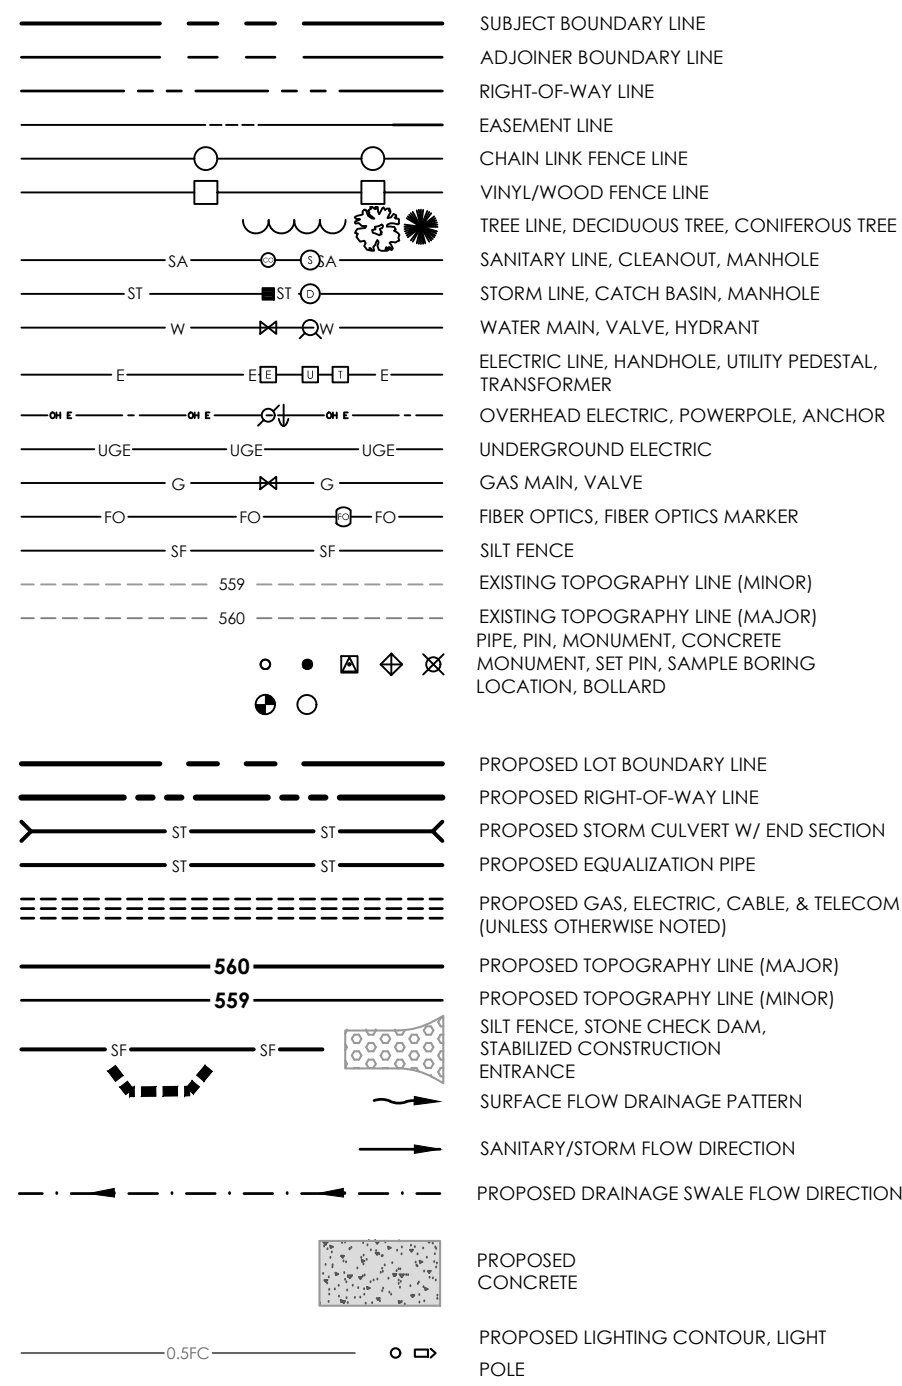 SUBJECT BOUNDARY LINE
ADJOINER BOUNDARY LINE
RIGHT-OF-WAY LINE
EASEMENT LINE
CHAIN LINK FENCE LINE
VINYL/WOOD FENCE LINE
TREE LINE, DECIDUOUS TREE, CONIFEROUS TREE
SA CO S SA SANITARY LINE, CLEANOUT, MANHOLE
ST ST D STORM LINE, CATCH BASIN, MANHOLE
W W WATER MAIN, VALVE, HYDRANT
E E E U T E ELECTRIC LINE, HANDHOLE, UTILITY PEDESTAL,
TRANSFORMER
OH E OH E OH E OVERHEAD ELECTRIC, POWERPOLE, ANCHOR
UGE UGE UGE UNDERGROUND ELECTRIC
G G GAS MAIN, VALVE
FO FO FO FO FIBER OPTICS, FIBER OPTICS MARKER
SF SF SILT FENCE
559 EXISTING TOPOGRAPHY LINE (MINOR)
560 EXISTING TOPOGRAPHY LINE (MAJOR)
PIPE, PIN, MONUMENT, CONCRETE
MONUMENT, SET PIN, SAMPLE BORING
LOCATION, BOLLARD
PROPOSED LOT BOUNDARY LINE
PROPOSED RIGHT-OF-WAY LINE
ST ST PROPOSED STORM CULVERT W/ END SECTION
ST ST PROPOSED EQUALIZATION PIPE
PROPOSED GAS, ELECTRIC, CABLE, & TELECOM
(UNLESS OTHERWISE NOTED)
560 PROPOSED TOPOGRAPHY LINE (MAJOR)
559 PROPOSED TOPOGRAPHY LINE (MINOR)
SILT FENCE, STONE CHECK DAM,
SF SF STABILIZED CONSTRUCTION
ENTRANCE
SURFACE FLOW DRAINAGE PATTERN
SANITARY/STORM FLOW DIRECTION
PROPOSED DRAINAGE SWALE FLOW DIRECTION
PROPOSED
CONCRETE
0.5FC PROPOSED LIGHTING CONTOUR, LIGHT
POLE